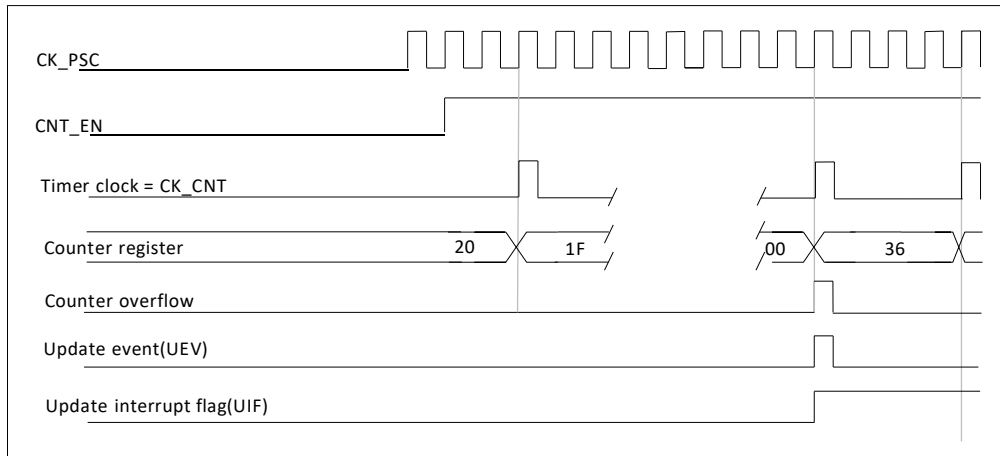 CK_PSC
CNT_EN
Timer clock = CK_CNT
Counter register 20 1F 00 36
Counter overflow
Update event(UEV)
Update interrupt flag(UIF)